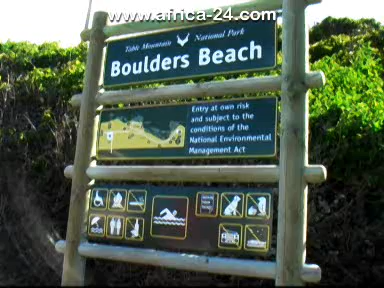 www.africa-24.com
Table Mountain National Park
Boulders Beach
Entry at own risk
and subject to the
conditions of the
National Environmental
Management Act